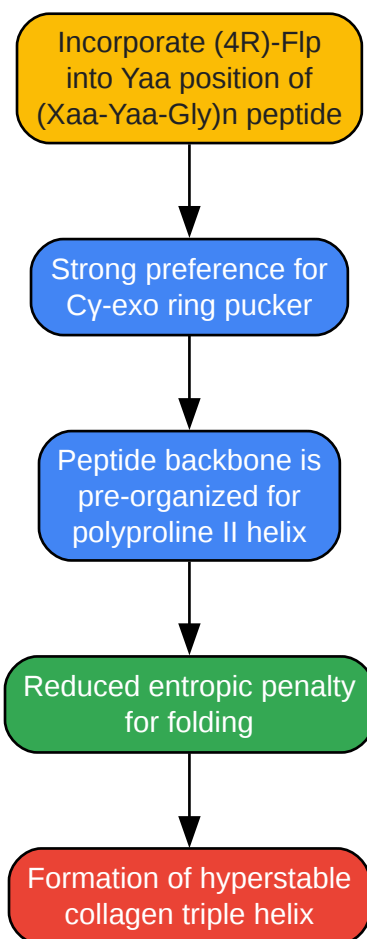 Incorporate (4R)-Flp
into Yaa position of
(Xaa-Yaa-Gly)n peptide
Strong preference for
Cγ-exo ring pucker
Peptide backbone is
pre-organized for
polyproline II helix
Reduced entropic penalty
for folding
Formation of hyperstable
collagen triple helix